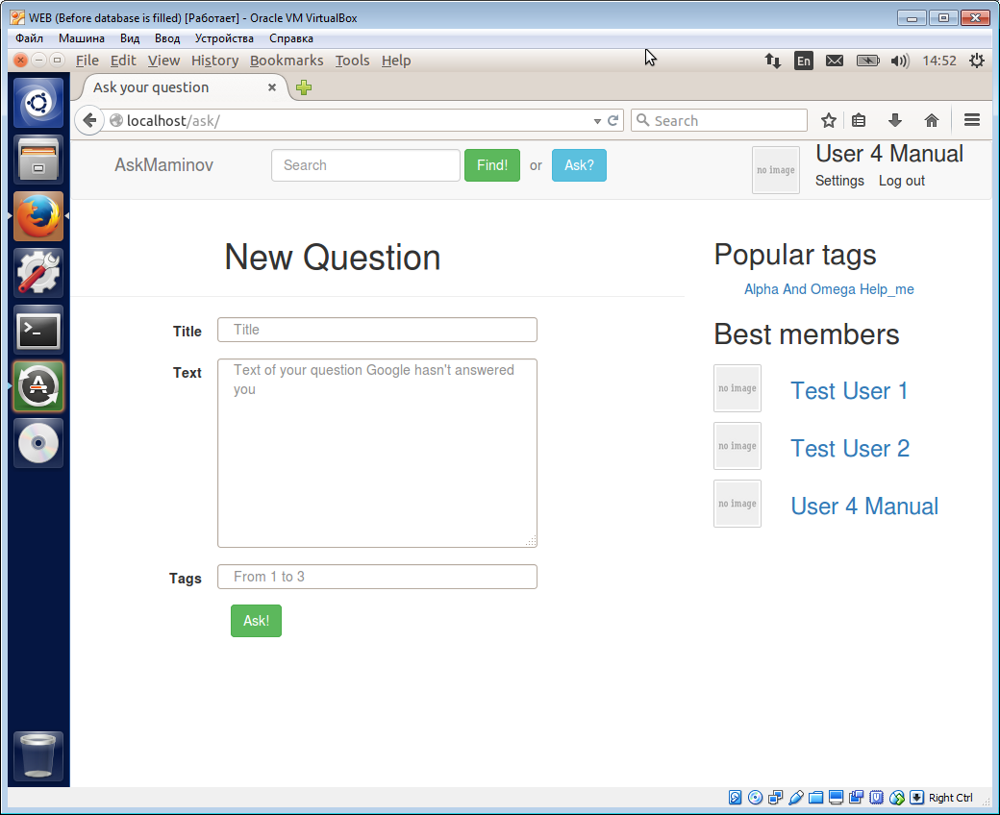 WEB (Before database is filled) [Работает] - Oracle VM VirtualBox
Файл Машина Вид Ввод Устройства Справка
File Edit View History Bookmarks Tools Help En 14:52
Ask your question
localhost/ask/ Search
AskMaminov Search Find! or Ask? no image User 4 Manual
Settings Log out
New Question
Popular tags
Alpha And Omega Help_me
Title Title
Best members
Text Text of your question Google hasn't answered
you
no image Test User 1
no image Test User 2
no image User 4 Manual
Tags From 1 to 3
Ask!
Right Ctrl